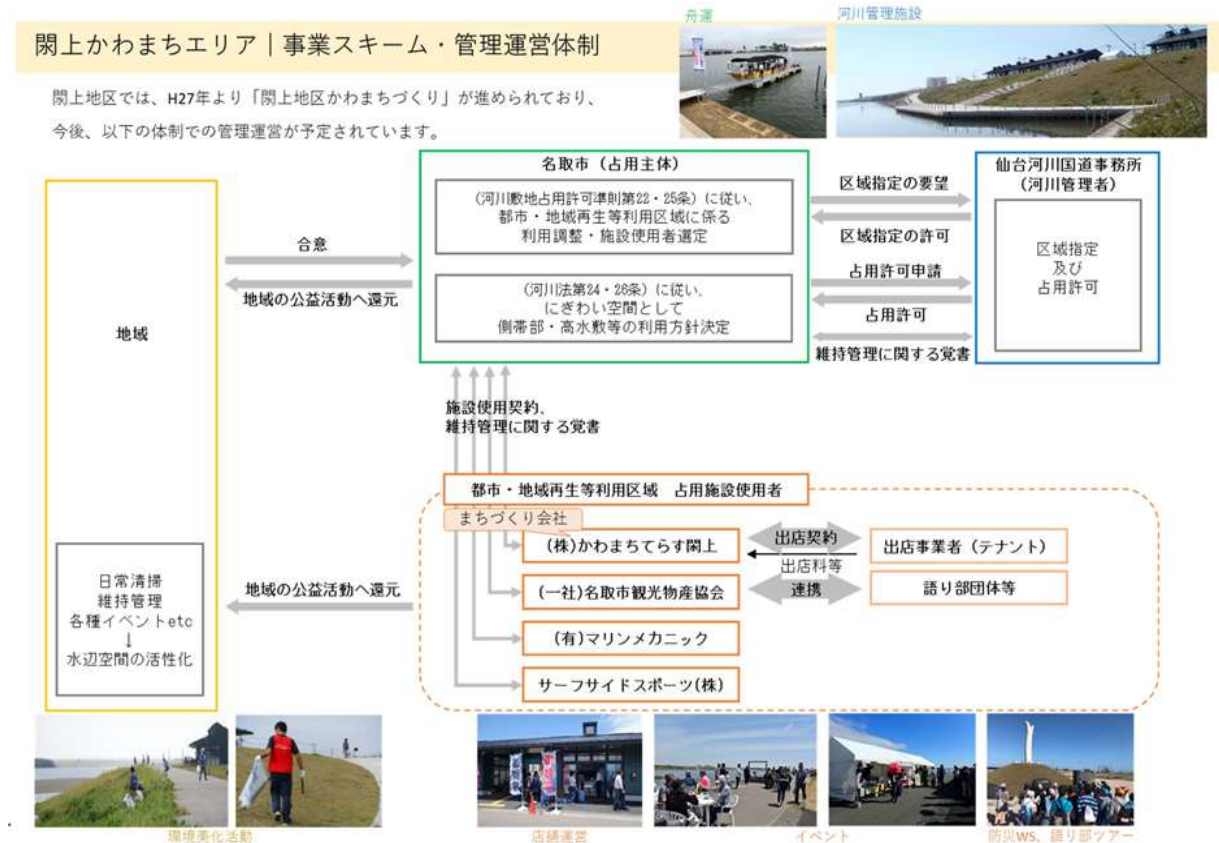 舟運
河川管理施設
閖上かわまちエリア｜事業スキーム・管理運営体制
閖上地区では、H27年より「閖上地区かわまちづくり」が進められており、
今後、以下の体制での管理運営が予定されています。
名取市（占用主体）
(河川敷地占用許可準則第22・25条)に従い、
都市・地域再生等利用区域に係る
利用調整・施設使用者選定
(河川法第24・26条)に従い、
にぎわい空間として
側帯部・高水敷等の利用方針決定
区域指定の要望
区域指定の許可
占用許可申請
占用許可
維持管理に関する覚書
仙台河川国道事務所
(河川管理者)
区域指定
及び
占用許可
合意
地域の公益活動へ還元
地域
施設使用契約、
維持管理に関する覚書
都市・地域再生等利用区域　占用施設使用者
まちづくり会社
(株)かわまちてらす閖上
出店契約
出店料等
出店事業者（テナント）
(一社)名取市観光物産協会
連携
語り部団体等
(有)マリンメカニック
サーフサイドスポーツ(株)
地域の公益活動へ還元
日常清掃
維持管理
各種イベントetc
↓
水辺空間の活性化
環境美化活動
店舗運営
イベント
防災WS、語り部ツアー